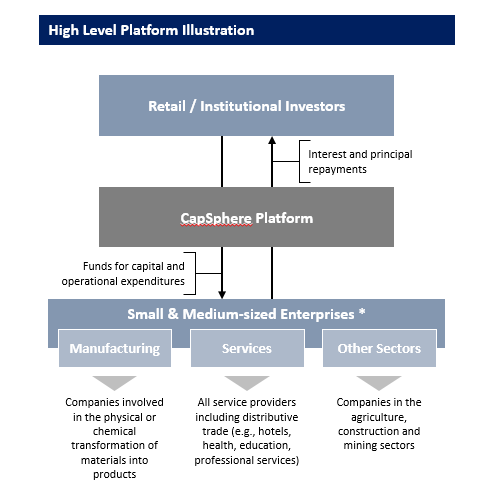 High Level Platform Illustration
Retail / Institutional Investors
Interest and principal
repayments
CapSphere Platform
Funds for capital and
operational expenditures
Small & Medium-sized Enterprises *
Manufacturing
Services
Other Sectors
Companies involved
in the physical or
chemical
transformation of
materials into
products
All service providers
including distributive
trade (e.g., hotels,
health, education,
professional services)
Companies in the
agriculture,
construction and
mining sectors